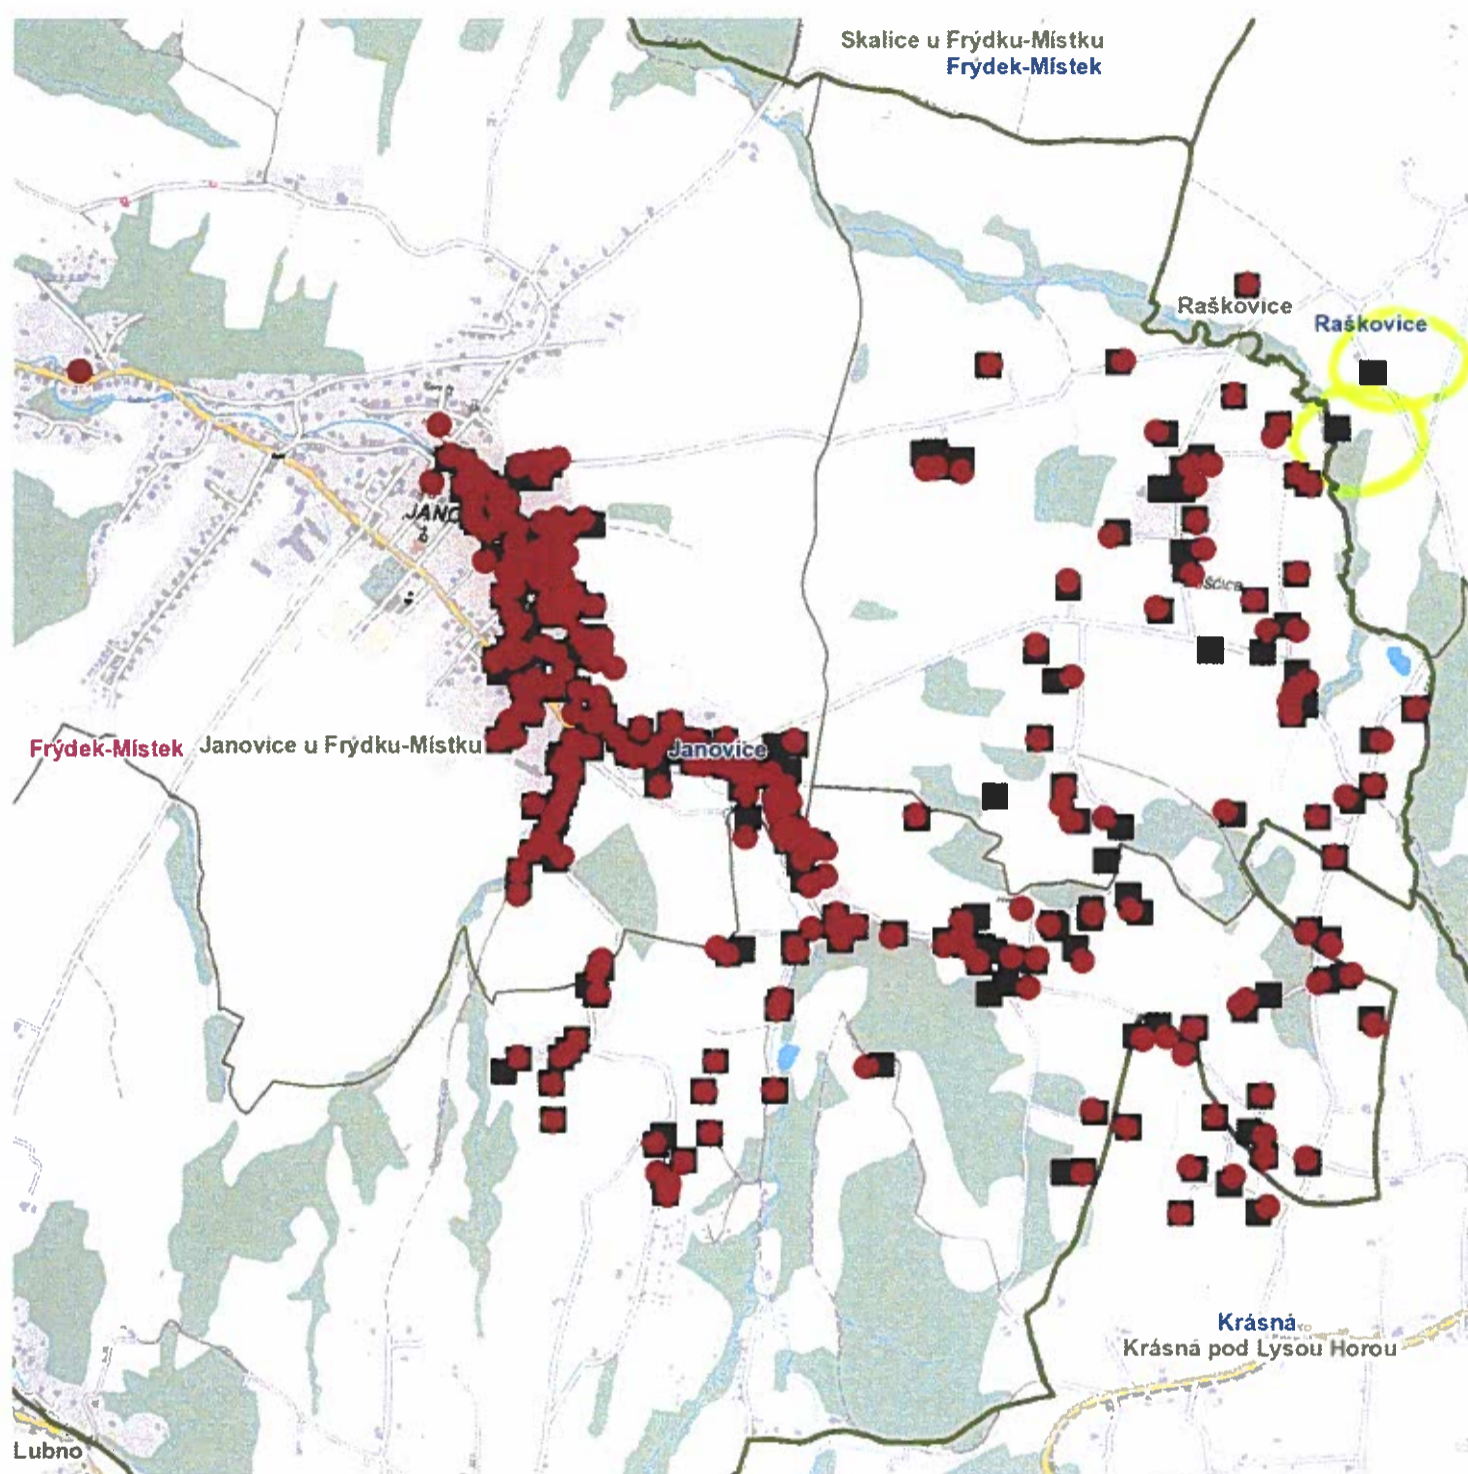 Skalice u Frýdku-Místku
Frýdek-Místek
Raškovice
Raškovice
JANO
Frýdek-Místek
Janovice u Frýdku-Místku
Janovice
Krásná
Krásná pod Lysou Horou
Lubno